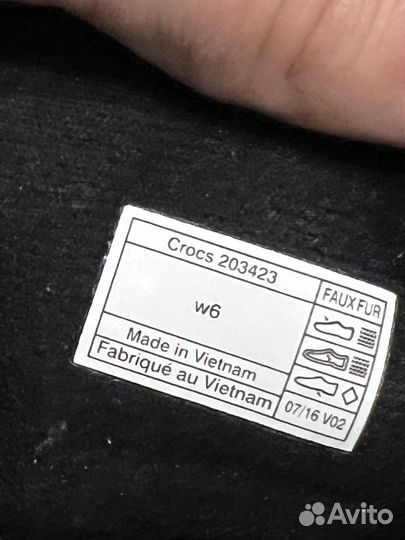 Crocs 203423
w6
Made in Vietnam
Fabriqué au Vietnam
FAUX FUR
07/16 V02
Avito